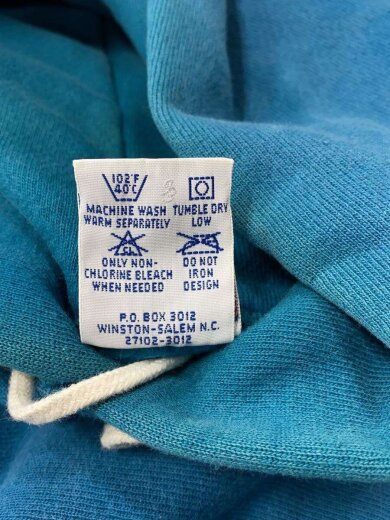 102°F
40°C
MACHINE WASH
WARM SEPARATELY
TUMBLE DRY
LOW
CL
ONLY NON-
CHLORINE BLEACH
WHEN NEEDED
DO NOT
IRON
DESIGN
P.O. BOX 3012
WINSTON-SALEM N.C.
27102-3012